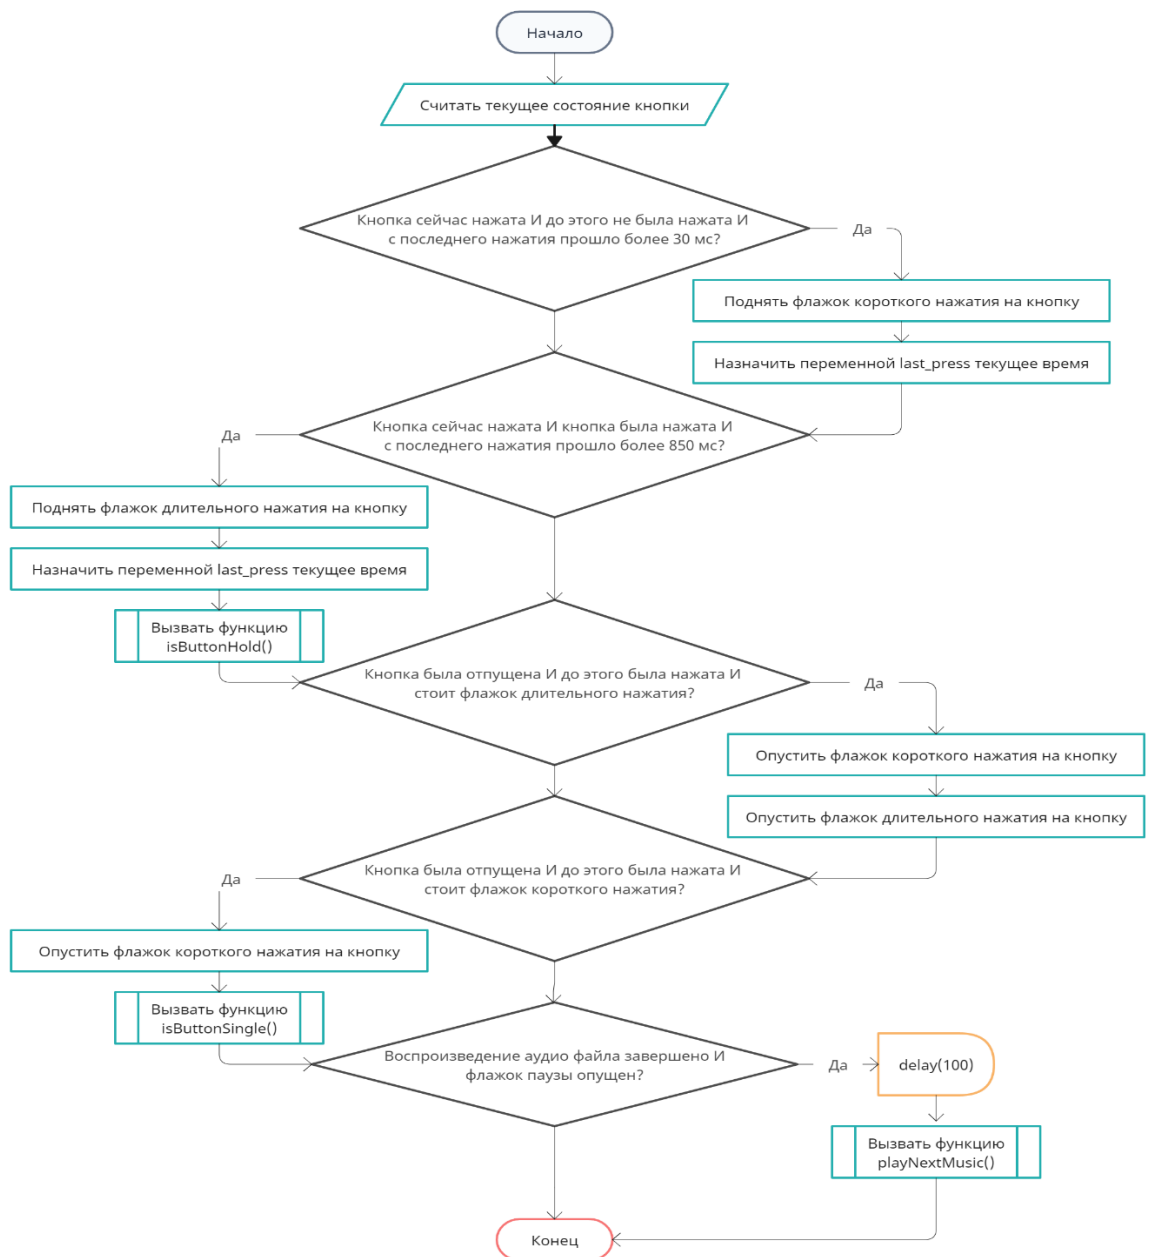 Начало
Считать текущее состояние кнопки
Кнопка сейчас нажата И до этого не была нажата И
с последнего нажатия прошло более 30 мс?
Да
Поднять флажок короткого нажатия на кнопку
Назначить переменной last_press текущее время
Кнопка сейчас нажата И кнопка была нажата И
с последнего нажатия прошло более 850 мс?
Да
Поднять флажок длительного нажатия на кнопку
Назначить переменной last_press текущее время
Вызвать функцию
isButtonHold()
Кнопка была отпущена И до этого была нажата И
стоит флажок длительного нажатия?
Да
Опустить флажок короткого нажатия на кнопку
Опустить флажок длительного нажатия на кнопку
Кнопка была отпущена И до этого была нажата И
стоит флажок короткого нажатия?
Да
Опустить флажок короткого нажатия на кнопку
Вызвать функцию
isButtonSingle()
Воспроизведение аудио файла завершено И
флажок паузы опущен?
Да
delay(100)
Вызвать функцию
playNextMusic()
Конец